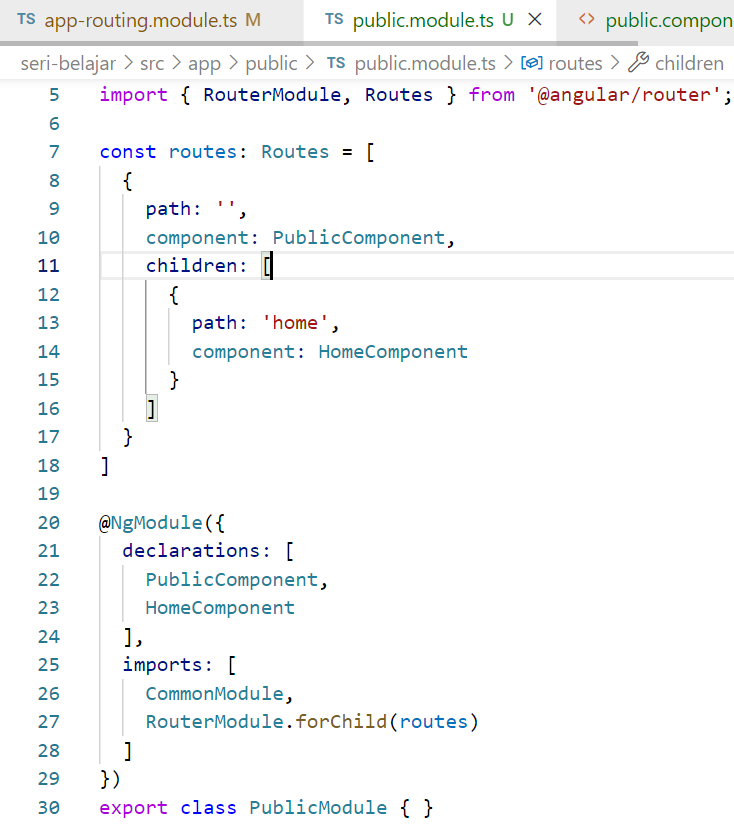 TS app-routing.module.ts M TS public.module.ts U × <> public.compon
seri-belajar > src > app > public > TS public.module.ts > routes > children
5 import { RouterModule, Routes } from '@angular/router';
6
7 const routes: Routes = [
8 {
9 path: '',
10 component: PublicComponent,
11 children: [
12 {
13 path: 'home',
14 component: HomeComponent
15 }
16 ]
17 }
18 ]
19
20 @NgModule({
21 declarations: [
22 PublicComponent,
23 HomeComponent
24 ],
25 imports: [
26 CommonModule,
27 RouterModule.forChild(routes)
28 ]
29 })
30 export class PublicModule { }